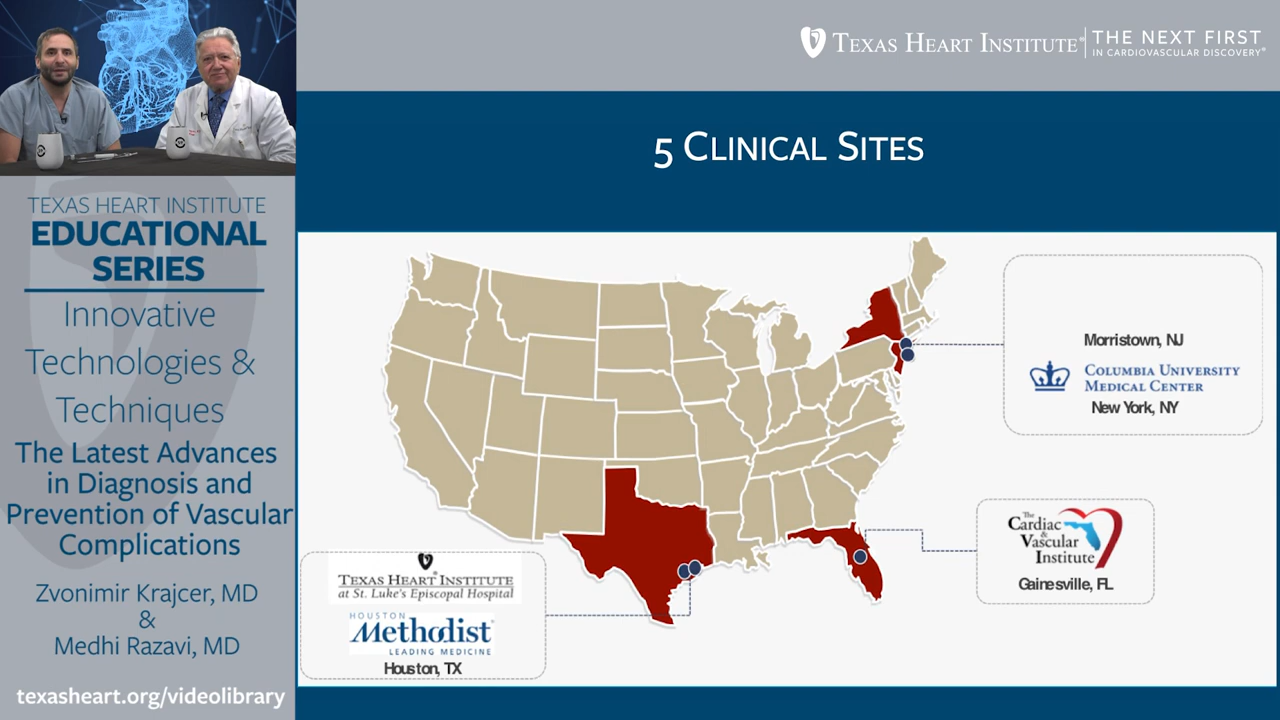 TEXAS HEART INSTITUTE® THE NEXT FIRST
IN CARDIOVASCULAR DISCOVERY®
5 CLINICAL SITES
TEXAS HEART INSTITUTE
EDUCATIONAL
SERIES
Innovative
Technologies &
Techniques
The Latest Advances
in Diagnosis and
Prevention of Vascular
Complications
Zvonimir Krajcer, MD
&
Medhi Razavi, MD
texasheart.org/videolibrary
Morristown, NJ
COLUMBIA UNIVERSITY
MEDICAL CENTER
New York, NY
The
Cardiac
& Vascular
Institute
Gainesville, FL
TEXAS HEART INSTITUTE
at St. Luke's Episcopal Hospital
HOUSTON
Methodist
LEADING MEDICINE
Houston, TX